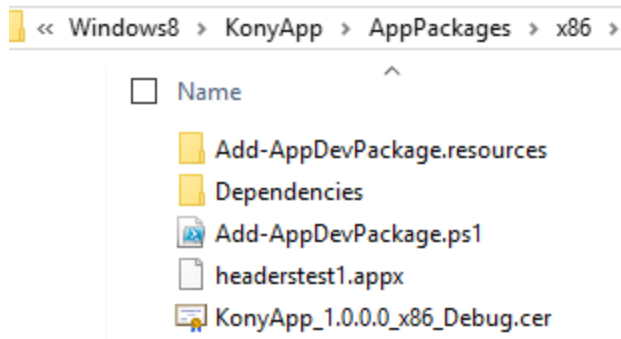 « Windows8 > KonyApp > AppPackages > x86 >
Name
Add-AppDevPackage.resources
Dependencies
Add-AppDevPackage.ps1
headerstest1.appx
KonyApp_1.0.0.0_x86_Debug.cer